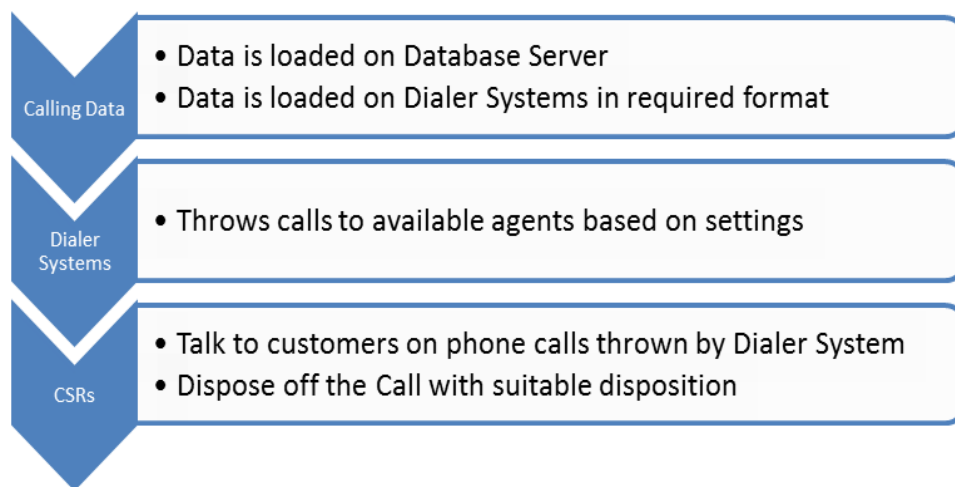 Calling Data
• Data is loaded on Database Server
• Data is loaded on Dialer Systems in required format
Dialer
Systems
• Throws calls to available agents based on settings
CSRs
• Talk to customers on phone calls thrown by Dialer System
• Dispose off the Call with suitable disposition